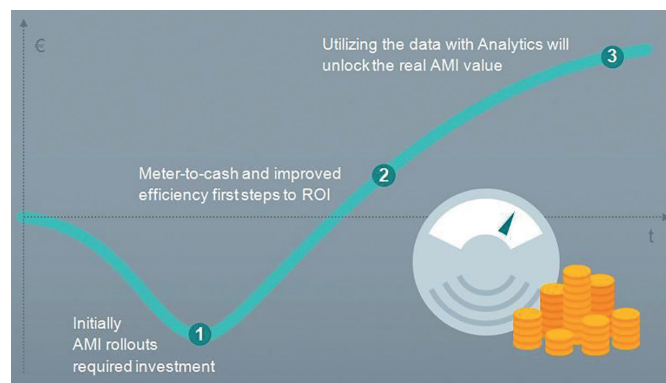 €
Utilizing the data with Analytics will
unlock the real AMI value
3
Meter-to-cash and improved
efficiency first steps to ROI
2
t
1
Initially
AMI rollouts
required investment